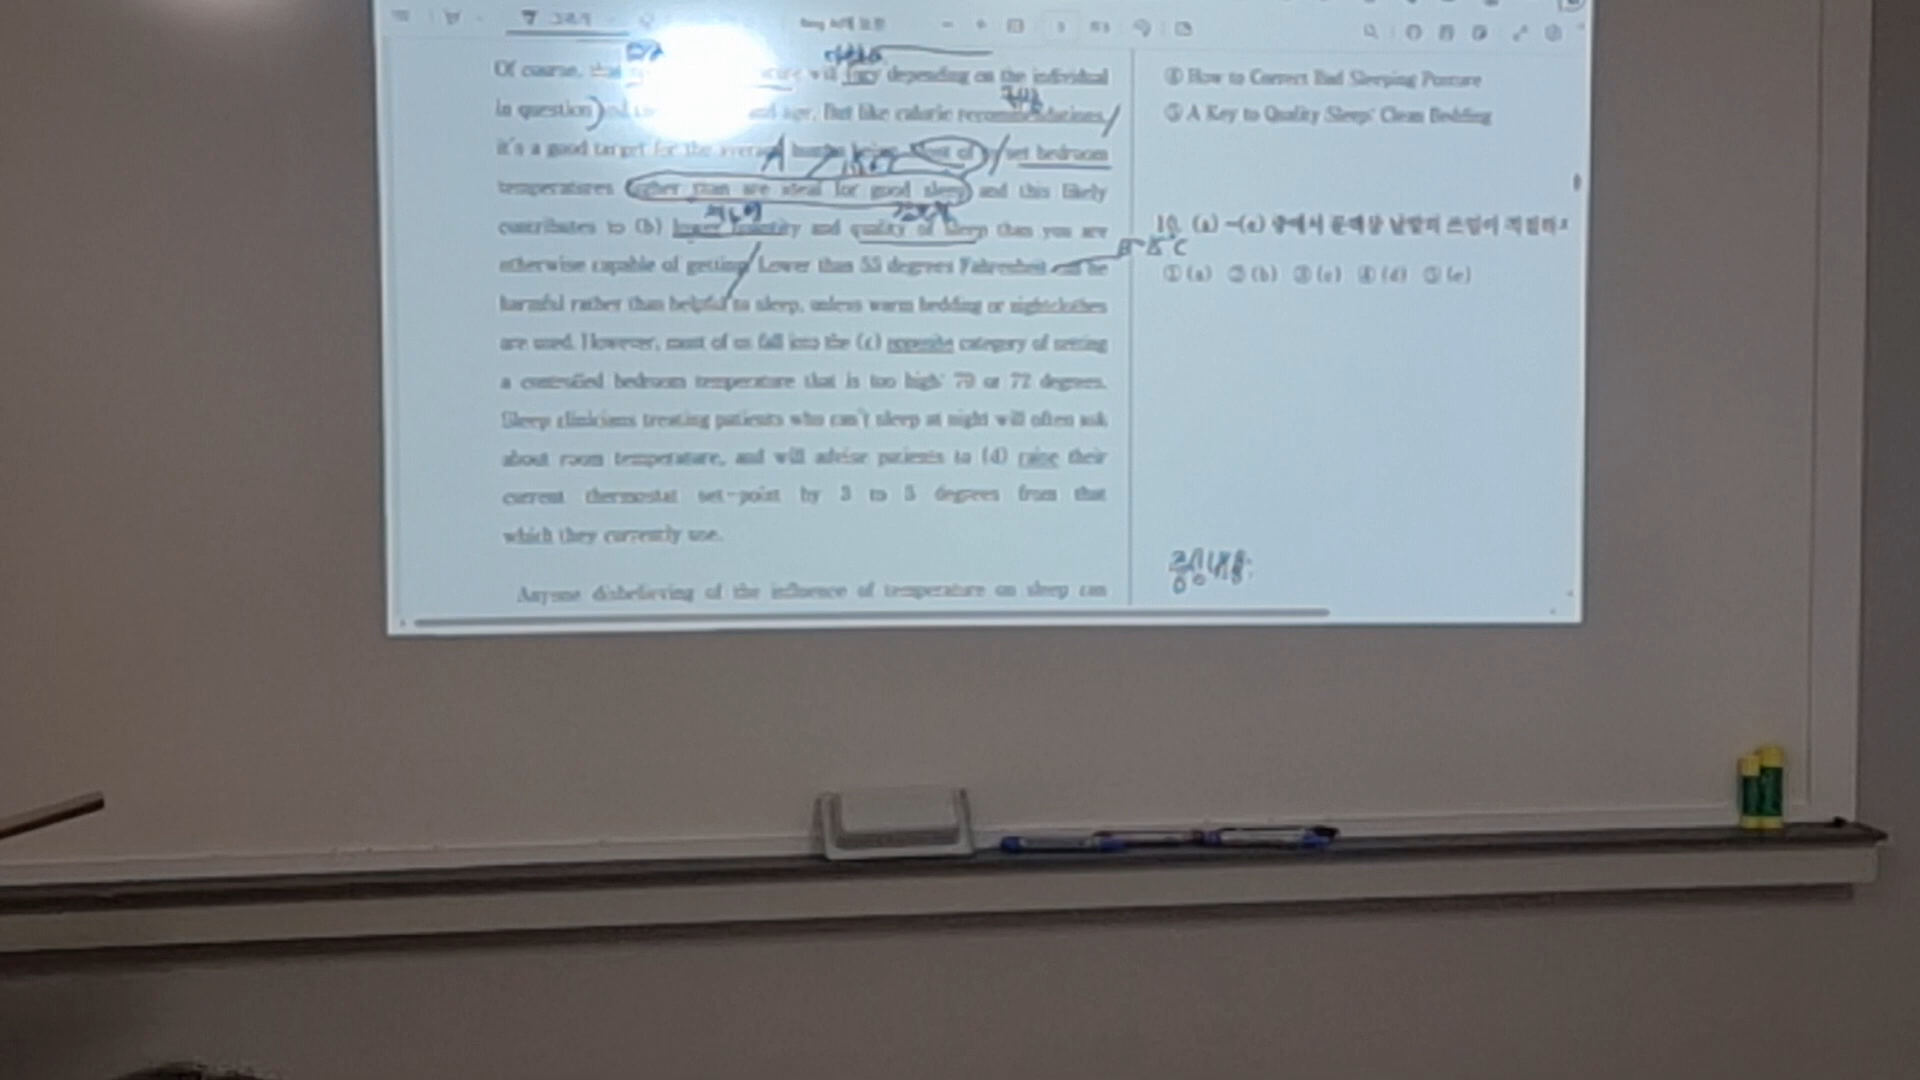 7 그리기
Of course, that will vary depending on the individual
in question and age. But like caloric recommendations,
it's a good target for the average human being. Most of us set bedroom
temperatures higher than are ideal for good sleep and this likely
contributes to (b) lower quantity and quality of sleep than you are
otherwise capable of getting. Lower than 55 degrees Fahrenheit can be
harmful rather than helpful to sleep, unless warm bedding or nightclothes
are used. However, most of us fall into the (c) opposite category of setting
a controlled bedroom temperature that is too high: 70 or 72 degrees.
Sleep clinicians treating patients who can't sleep at night will often ask
about room temperature, and will advise patients to (d) raise their
current thermostat set-point by 3 to 5 degrees from that
which they currently use.
Anyone disbelieving of the influence of temperature on sleep can
④ How to Correct Bad Sleeping Posture
⑤ A Key to Quality Sleep: Clean Bedding
10. (a)~(e) 중에서 문맥상 낱말의 쓰임이
① (a) ② (b) ③ (c) ④ (d) ⑤ (e)